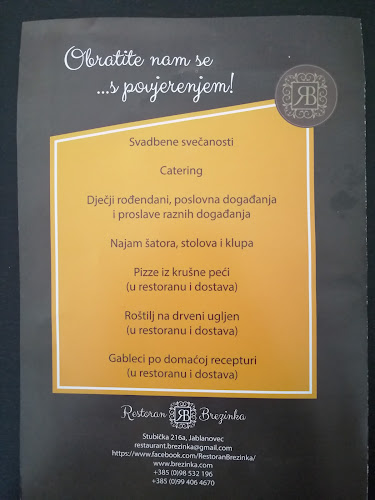 Obratite nam se
...s povjerenjem!
RB
Svadbene svečanosti
Catering
Dječji rođendani, poslovna događanja
i proslave raznih događanja
Najam šatora, stolova i klupa
Pizze iz krušne peći
(u restoranu i dostava)
Roštilj na drveni ugljen
(u restoranu i dostava)
Gableci po domaćoj recepturi
(u restoranu i dostava)
Restoran RB Brezinka
Stubička 216a, Jablanovec
restaurant.brezinka@gmail.com
https://www.facebook.com/RestoranBrezinka/
www.brezinka.com
+385 (0)98 532 196
+385 (0)99 406 4670